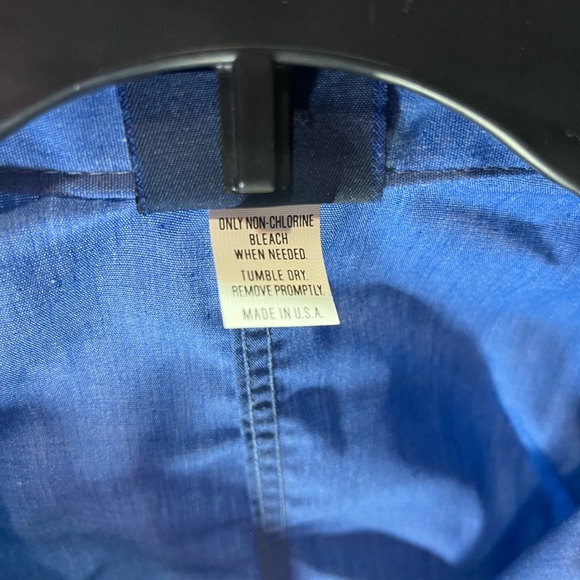 ONLY NON-CHLORINE
BLEACH
WHEN NEEDED.
TUMBLE DRY.
REMOVE PROMPTLY.
MADE IN U.S.A.